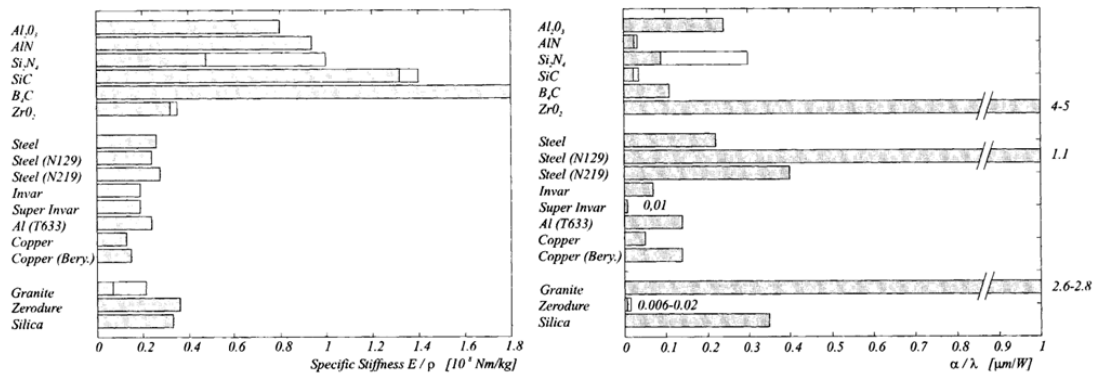 Al₂O₃
AlN
Si₃N₄
SiC
B₄C
ZrO₂
Steel
Steel (N129)
Steel (N219)
Invar
Super Invar
Al (T633)
Copper
Copper (Bery.)
Granite
Zerodure
Silica
0 0.2 0.4 0.6 0.8 1 1.2 1.4 1.6 1.8
Specific Stiffness E / ρ [10⁸ Nm/kg]
Al₂O₃
AlN
Si₃N₄
SiC
B₄C
ZrO₂ 4-5
Steel
Steel (N129) 1.1
Steel (N219)
Invar
Super Invar 0,01
Al (T633)
Copper
Copper (Bery.)
Granite 2.6-2.8
Zerodure 0.006-0.02
Silica
0 0.1 0.2 0.3 0.4 0.5 0.6 0.7 0.8 0.9 1
α / λ [μm/W]